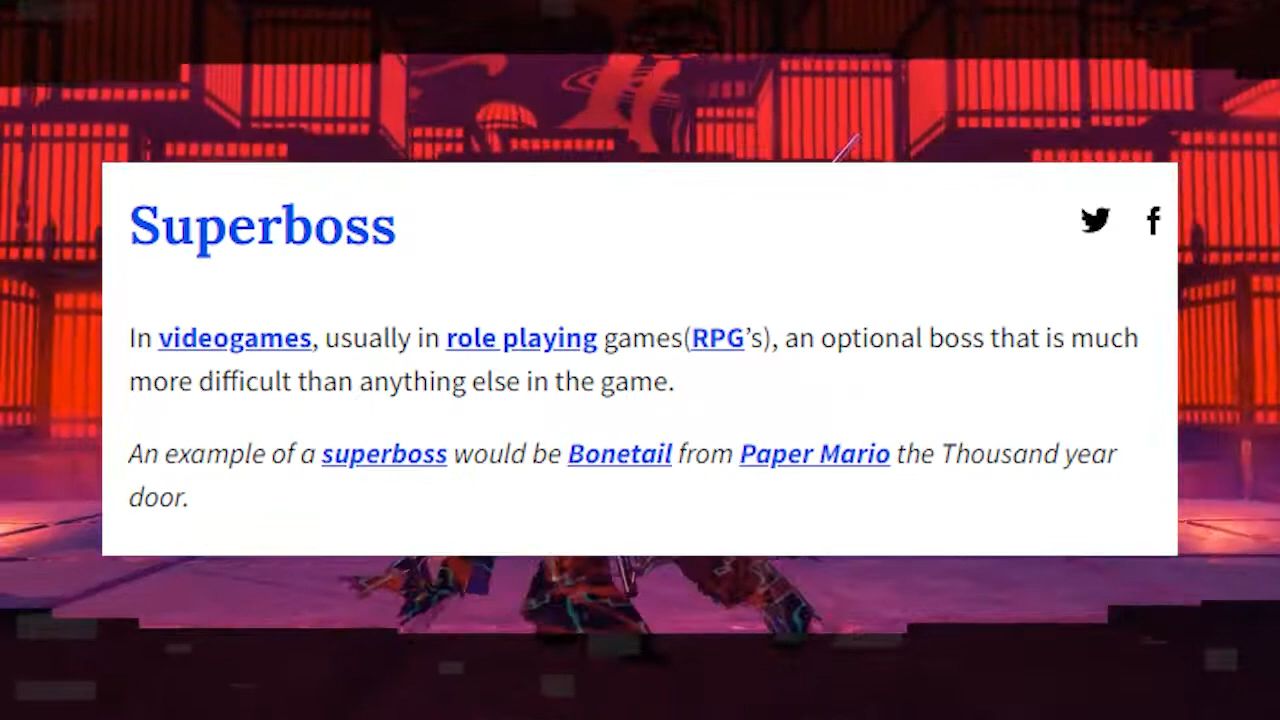 Superboss
In videogames, usually in role playing games(RPG’s), an optional boss that is much
more difficult than anything else in the game.
An example of a superboss would be Bonetail from Paper Mario the Thousand year
door.